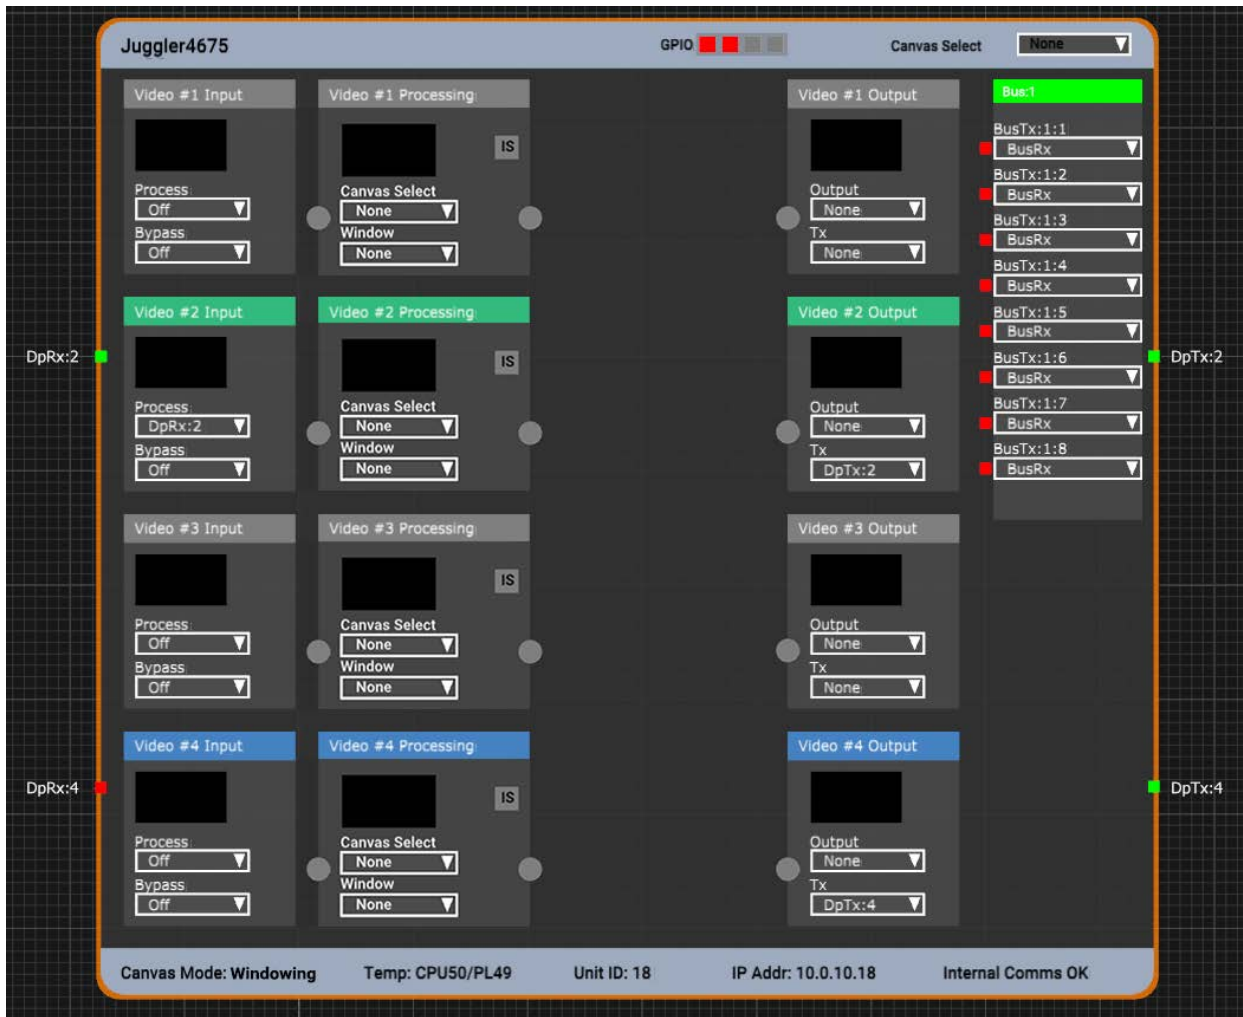 Juggler4675
GPIO
Canvas Select
None
Video #1 Input
Process
Off
Bypass
Off
Video #1 Processing
IS
Canvas Select
None
Window
None
Video #1 Output
Output
None
Tx
None
Bus:1
BusTx:1:1
BusRx
BusTx:1:2
BusRx
BusTx:1:3
BusRx
BusTx:1:4
BusRx
BusTx:1:5
BusRx
BusTx:1:6
BusRx
BusTx:1:7
BusRx
BusTx:1:8
BusRx
DpRx:2
Video #2 Input
Process
DpRx:2
Bypass
Off
Video #2 Processing
IS
Canvas Select
None
Window
None
Video #2 Output
Output
None
Tx
DpTx:2
DpTx:2
Video #3 Input
Process
Off
Bypass
Off
Video #3 Processing
IS
Canvas Select
None
Window
None
Video #3 Output
Output
None
Tx
None
DpRx:4
Video #4 Input
Process
Off
Bypass
Off
Video #4 Processing
IS
Canvas Select
None
Window
None
Video #4 Output
Output
None
Tx
DpTx:4
DpTx:4
Canvas Mode: Windowing
Temp: CPU50/PL49
Unit ID: 18
IP Addr: 10.0.10.18
Internal Comms OK